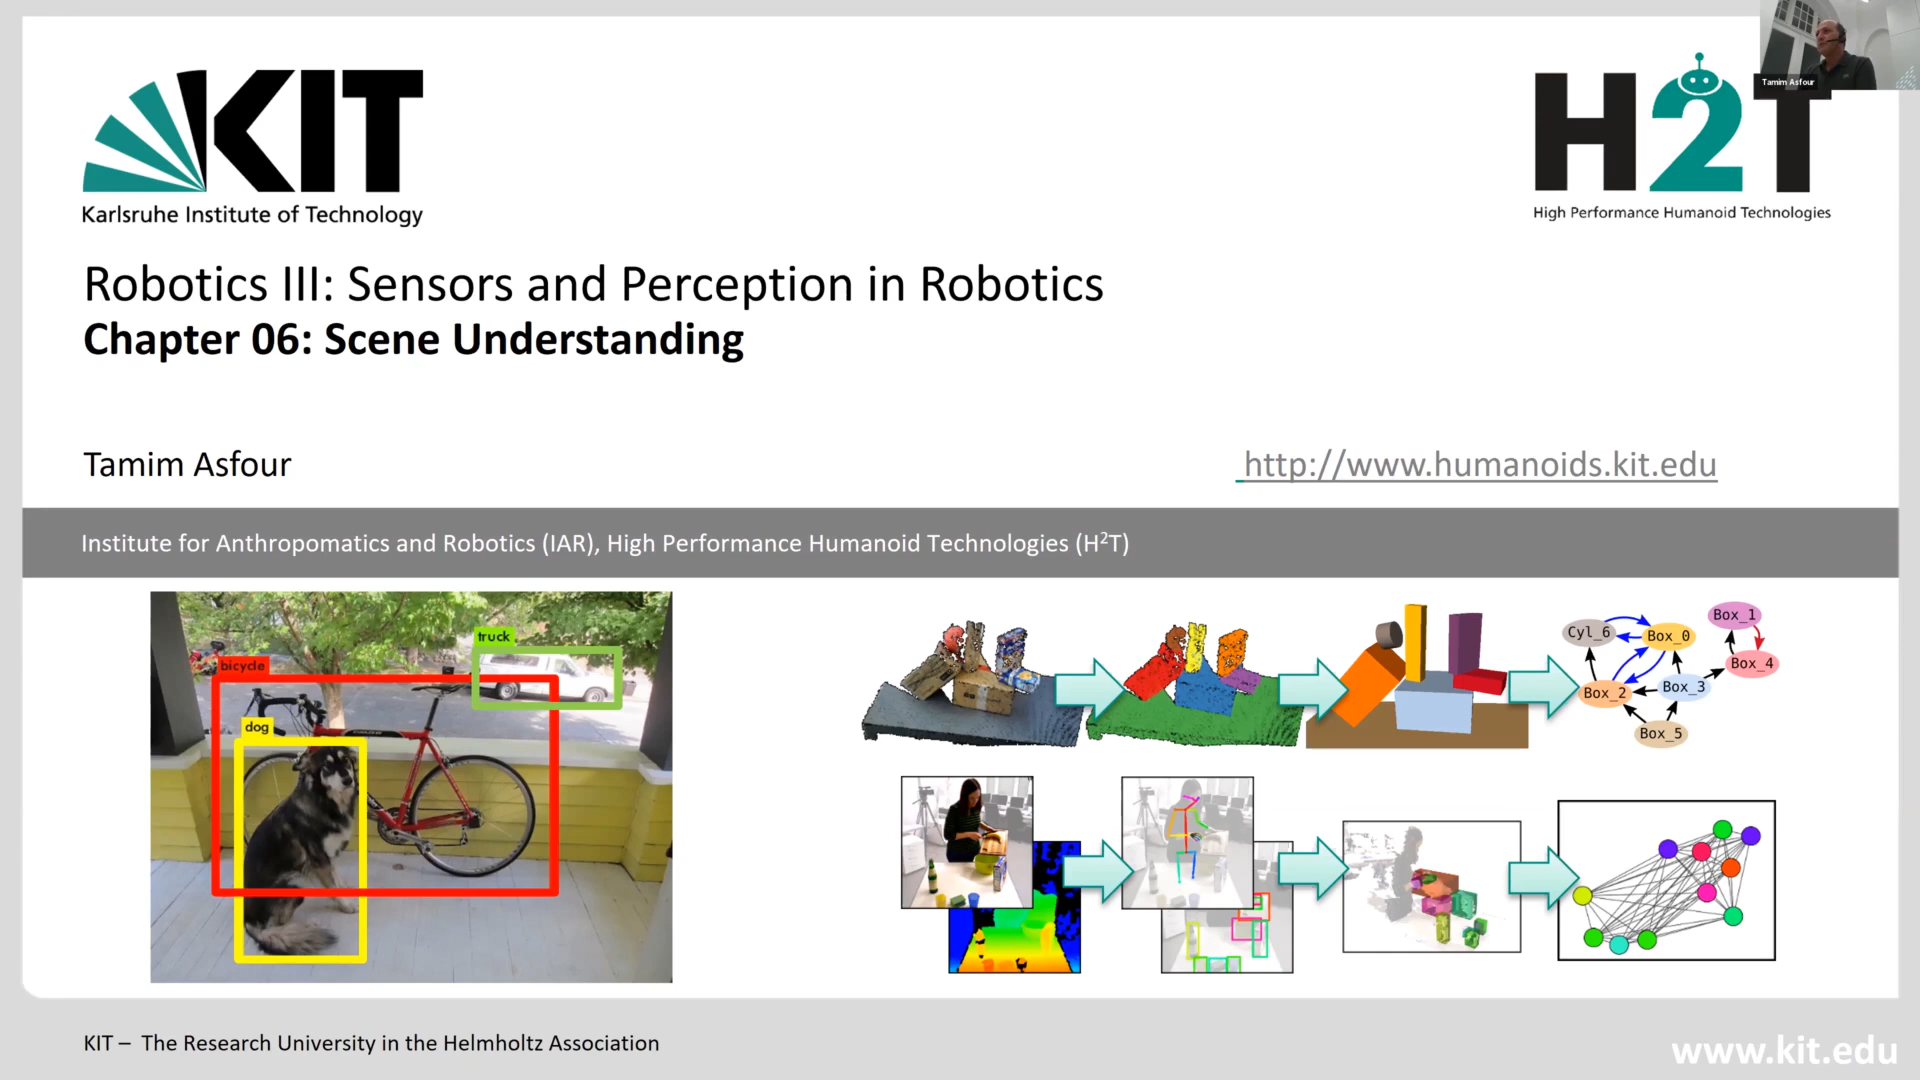 KIT
Karlsruhe Institute of Technology
H2T
High Performance Humanoid Technologies
Tamim Asfour
Robotics III: Sensors and Perception in Robotics
Chapter 06: Scene Understanding
Tamim Asfour
http://www.humanoids.kit.edu
Institute for Anthropomatics and Robotics (IAR), High Performance Humanoid Technologies (H²T)
truck
bicycle
dog
Box_1
Cyl_6
Box_0
Box_4
Box_2
Box_3
Box_5
KIT – The Research University in the Helmholtz Association
www.kit.edu